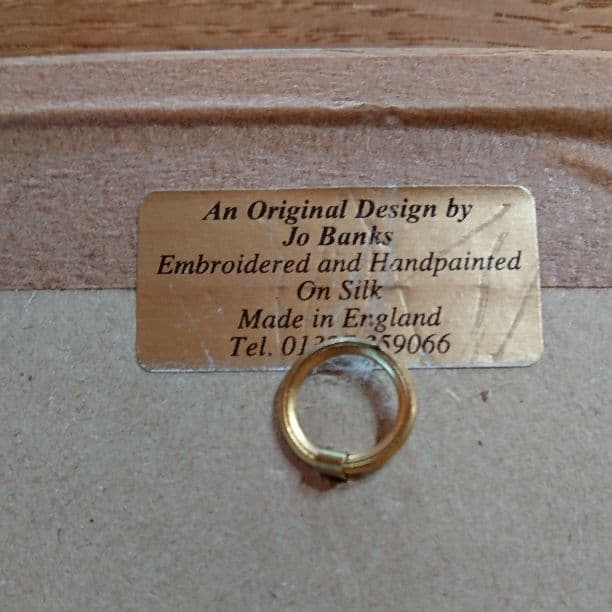 An Original Design by
Jo Banks
Embroidered and Handpainted
On Silk
Made in England
Tel.